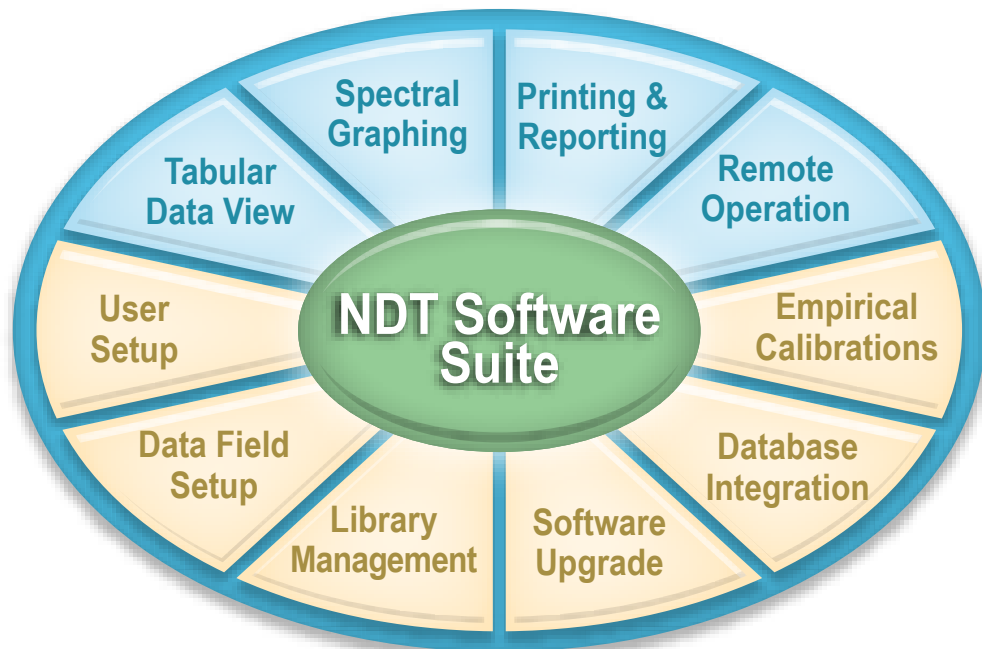 Spectral
Graphing
Printing &
Reporting
Tabular
Data View
Remote
Operation
User
Setup
NDT Software
Suite
Empirical
Calibrations
Data Field
Setup
Database
Integration
Library
Management
Software
Upgrade